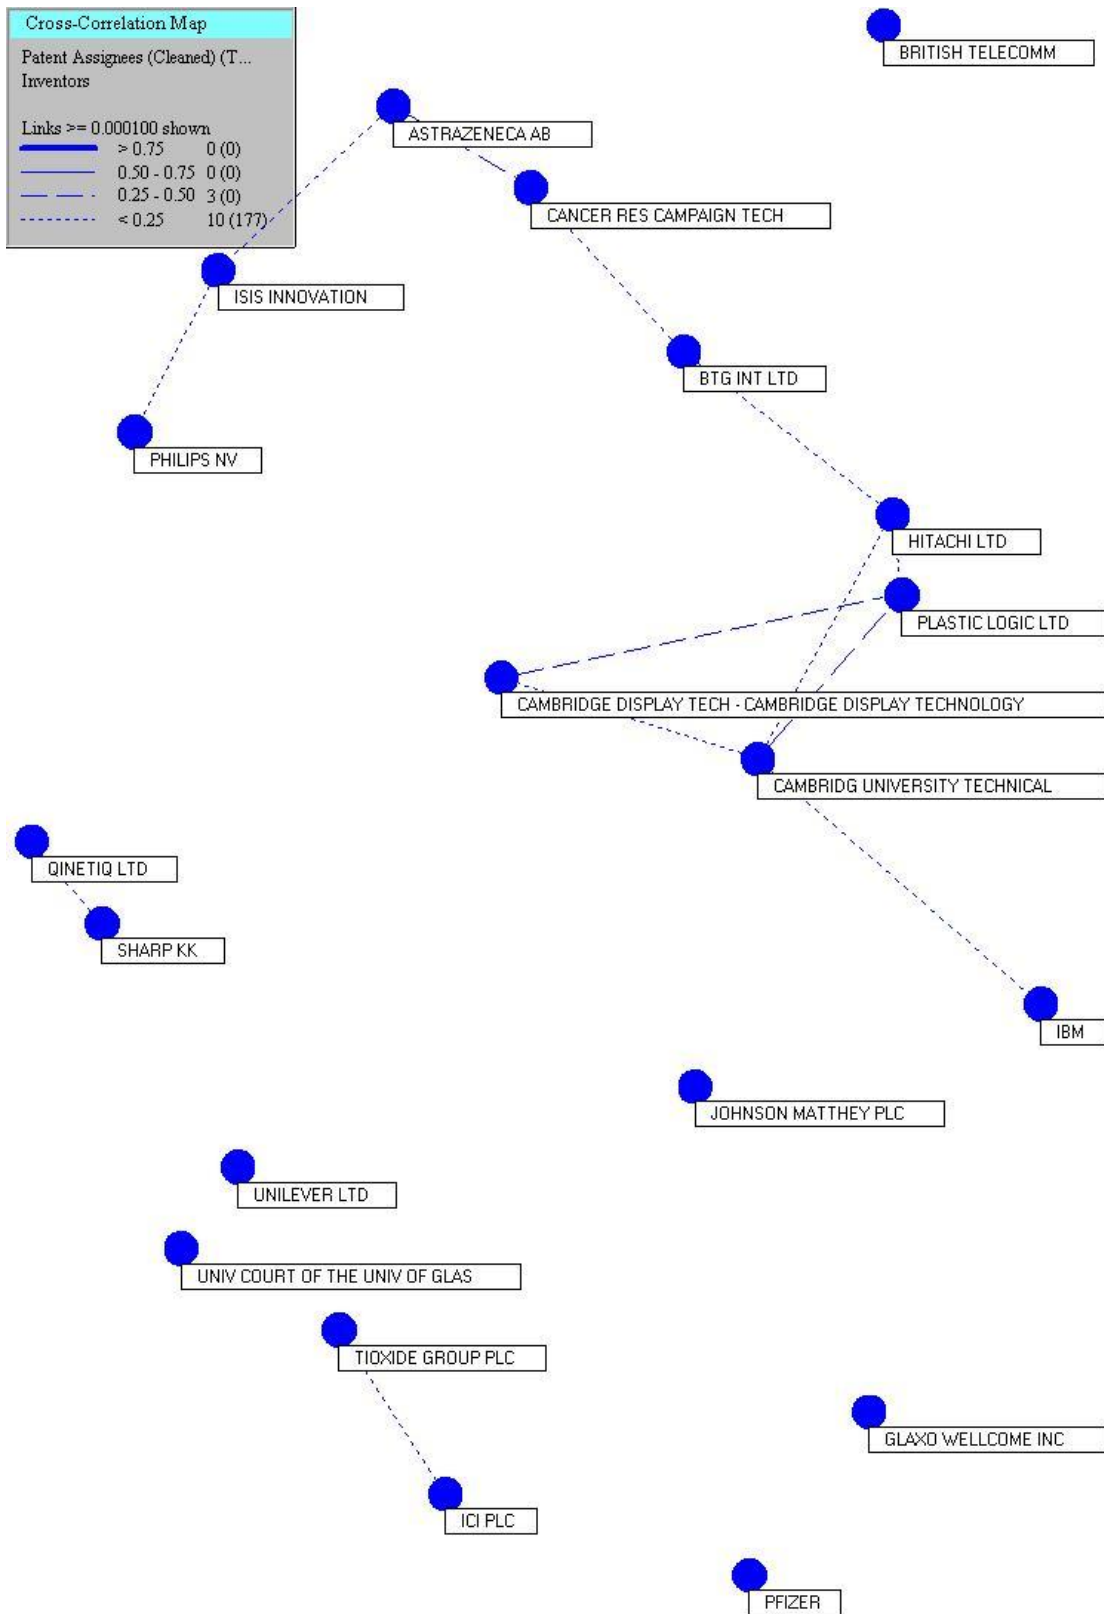 Cross-Correlation Map
Patent Assignees (Cleaned) (T...
Inventors
Links >= 0.000100 shown
> 0.75 0 (0)
0.50 - 0.75 0 (0)
0.25 - 0.50 3 (0)
< 0.25 10 (177)
BRITISH TELECOMM
ASTRAZENECA AB
CANCER RES CAMPAIGN TECH
ISIS INNOVATION
BTG INT LTD
PHILIPS NV
HITACHI LTD
PLASTIC LOGIC LTD
CAMBRIDGE DISPLAY TECH - CAMBRIDGE DISPLAY TECHNOLOGY
CAMBRIDG UNIVERSITY TECHNICAL
QINETIQ LTD
SHARP KK
IBM
JOHNSON MATTHEY PLC
UNILEVER LTD
UNIV COURT OF THE UNIV OF GLAS
TIOXIDE GROUP PLC
GLAXO WELLCOME INC
ICI PLC
PFIZER